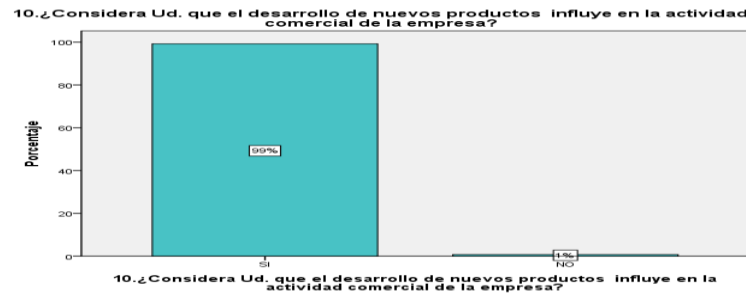 10.¿Considera Ud. que el desarrollo de nuevos productos  influye en la actividad
comercial de la empresa?
100
80
60
40
20
0
Porcentaje
99%
1%
SI
NO
10.¿Considera Ud. que el desarrollo de nuevos productos  influye en la
actividad comercial de la empresa?